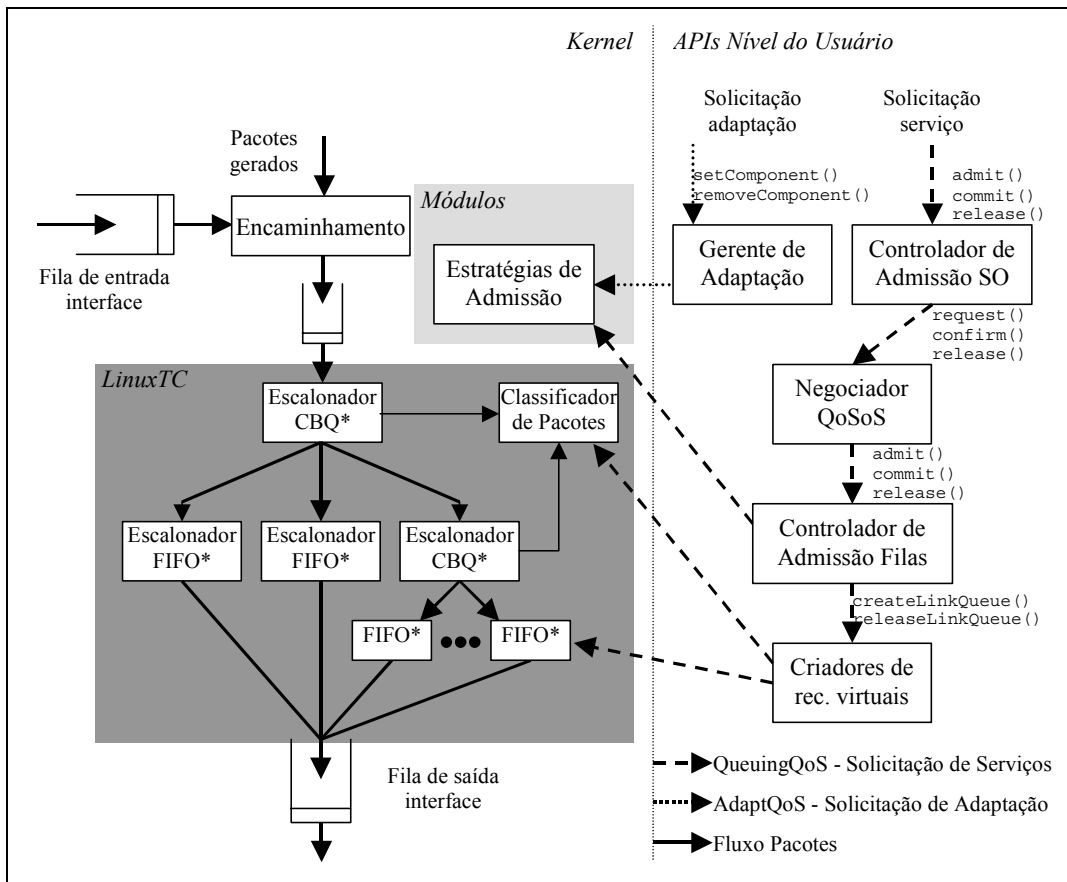 Kernel
APIs Nível do Usuário
Solicitação
adaptação
Solicitação
serviço
Pacotes
gerados
setComponent()
removeComponent()
admit()
commit()
release()
Módulos
Encaminhamento
Fila de entrada
interface
Estratégias de
Admissão
Gerente de
Adaptação
Controlador de
Admissão SO
request()
confirm()
release()
LinuxTC
Escalonador
CBQ*
Classificador
de Pacotes
Negociador
QoSoS
admit()
commit()
release()
Escalonador
FIFO*
Escalonador
FIFO*
Escalonador
CBQ*
Controlador de
Admissão Filas
createLinkQueue()
releaseLinkQueue()
FIFO*
FIFO*
Criadores de
rec. virtuais
Fila de saída
interface
QueuingQoS - Solicitação de Serviços
AdaptQoS - Solicitação de Adaptação
Fluxo Pacotes